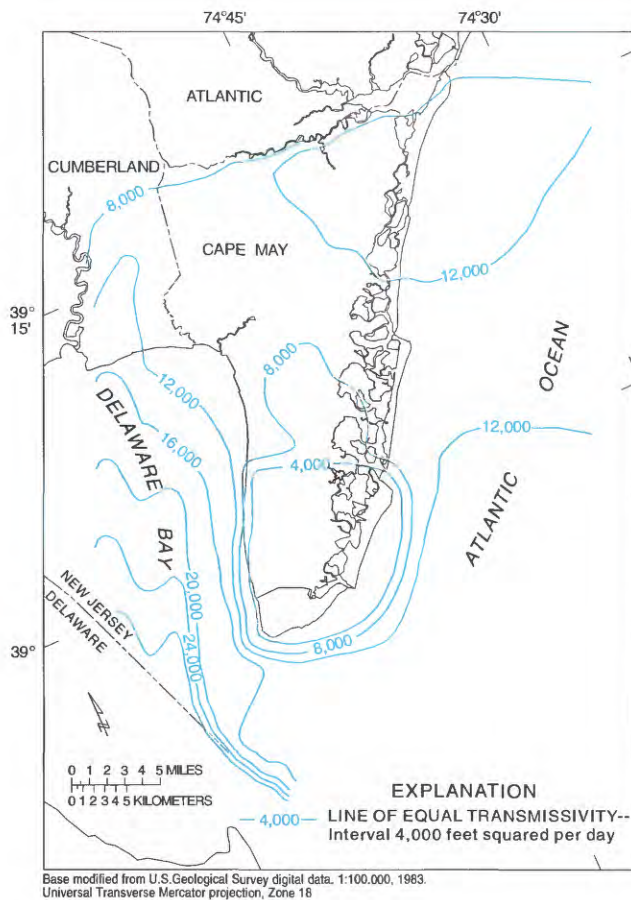 74°45'
74°30'
ATLANTIC
CUMBERLAND
8,000
CAPE MAY
12,000
39°
15'
OCEAN
8,000
12,000
DELAWARE
16,000
12,000
4,000
ATLANTIC
BAY
20,000
NEW JERSEY
DELAWARE
24,000
39°
8,000
N
0 1 2 3 4 5 MILES
0 1 2 3 4 5 KILOMETERS
EXPLANATION
4,000
LINE OF EQUAL TRANSMISSIVITY--
Interval 4,000 feet squared per day
Base modified from U.S.Geological Survey digital data. 1:100.000, 1983.
Universal Transverse Mercator projection, Zone 18